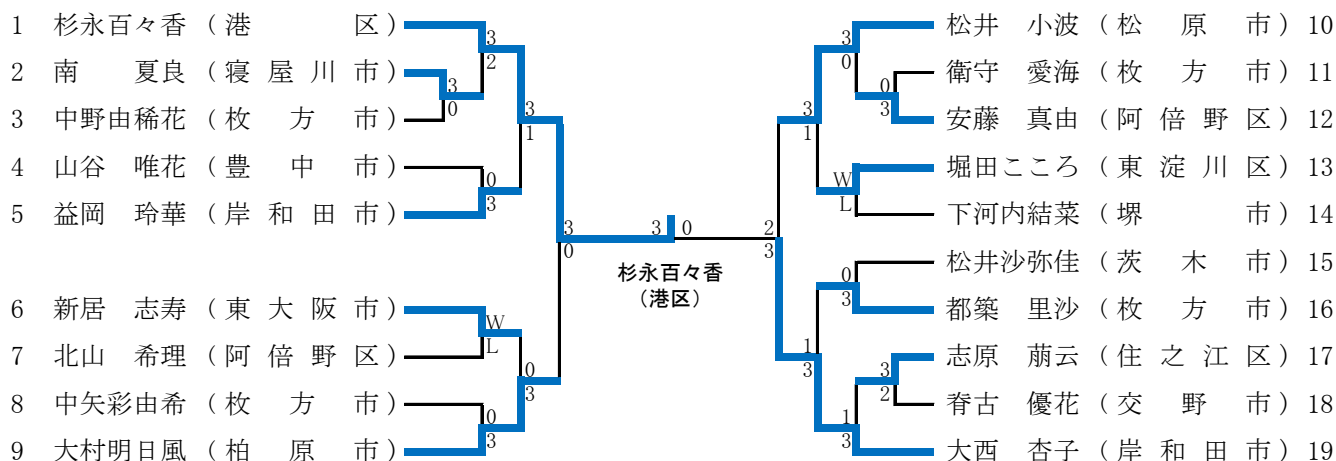 1 杉永百々香 (港区)
2 南 夏良 (寝屋川市)
3 中野由稀花 (枚方市)
4 山谷 唯花 (豊中市)
5 益岡 玲華 (岸和田市)
6 新居 志寿 (東大阪市)
7 北山 希理 (阿倍野区)
8 中矢彩由希 (枚方市)
9 大村明日風 (柏原市)
3
2
3
0
3
1
0
3
3
0
W
L
0
3
0
3
3 0
杉永百々香
(港区)
2
3
3
0
0
3
3
1
W
L
0
3
1
3
3
2
1
3
松井 小波 (松原市) 10
衛守 愛海 (枚方市) 11
安藤 真由 (阿倍野区) 12
堀田こころ (東淀川区) 13
下河内結菜 (堺市) 14
松井沙弥佳 (茨木市) 15
都築 里沙 (枚方市) 16
志原 萠云 (住之江区) 17
脊古 優花 (交野市) 18
大西 杏子 (岸和田市) 19